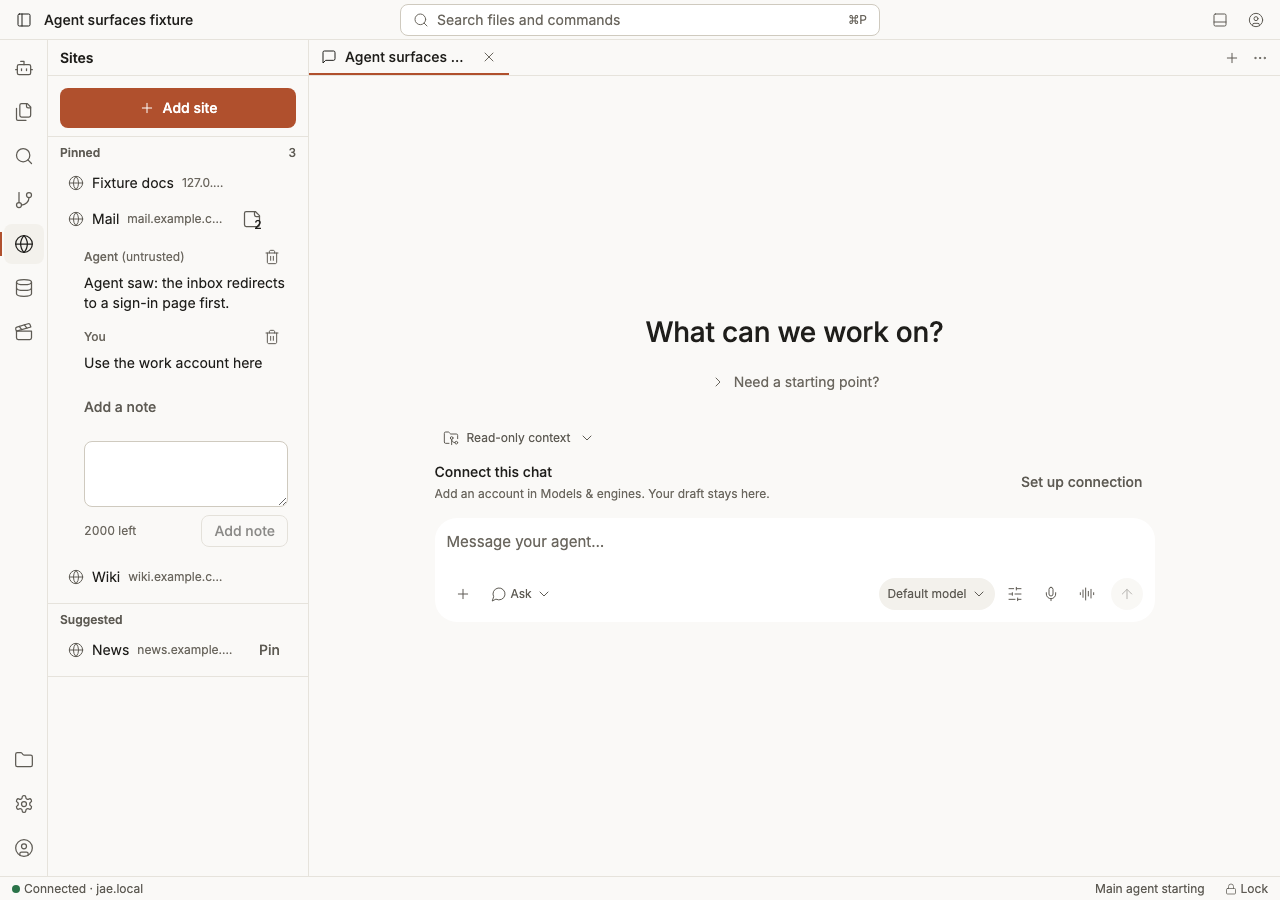 Agent surfaces fixture
Search files and commands ⌘P
Sites
Agent surfaces ...
Add site
Pinned 3
Fixture docs 127.0....
Mail mail.example.c... 2
Agent (untrusted)
Agent saw: the inbox redirects
to a sign-in page first.
You
Use the work account here
Add a note
2000 left Add note
Wiki wiki.example.c...
Suggested
News news.example.... Pin
What can we work on?
Need a starting point?
Read-only context
Connect this chat
Add an account in Models & engines. Your draft stays here.
Set up connection
Message your agent...
Ask Default model
Connected · jae.local
Main agent starting Lock